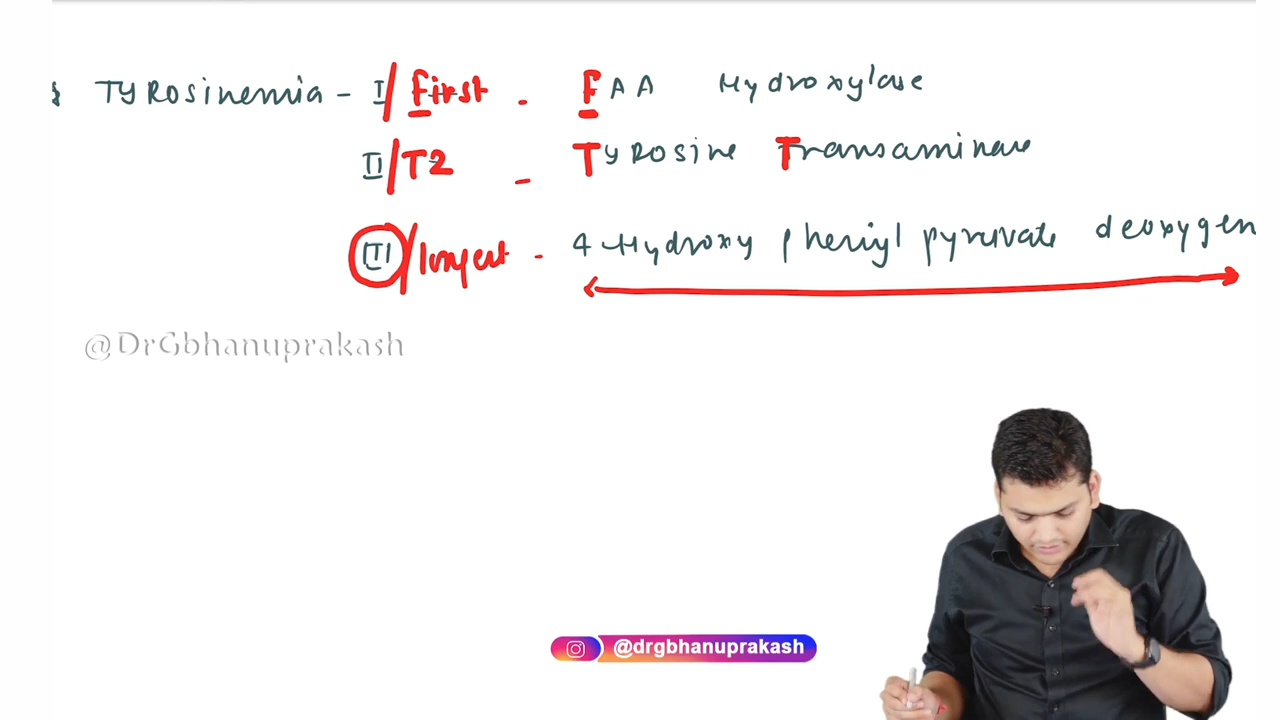 TYROSinEmia - I/First - FAA Hydroxylase
II/T2 - TYROSine Transaminase
III/longest - 4-Hydroxy phenyl pyruvate deoxygen
@DrGbhanuprakash
@drgbhanuprakash